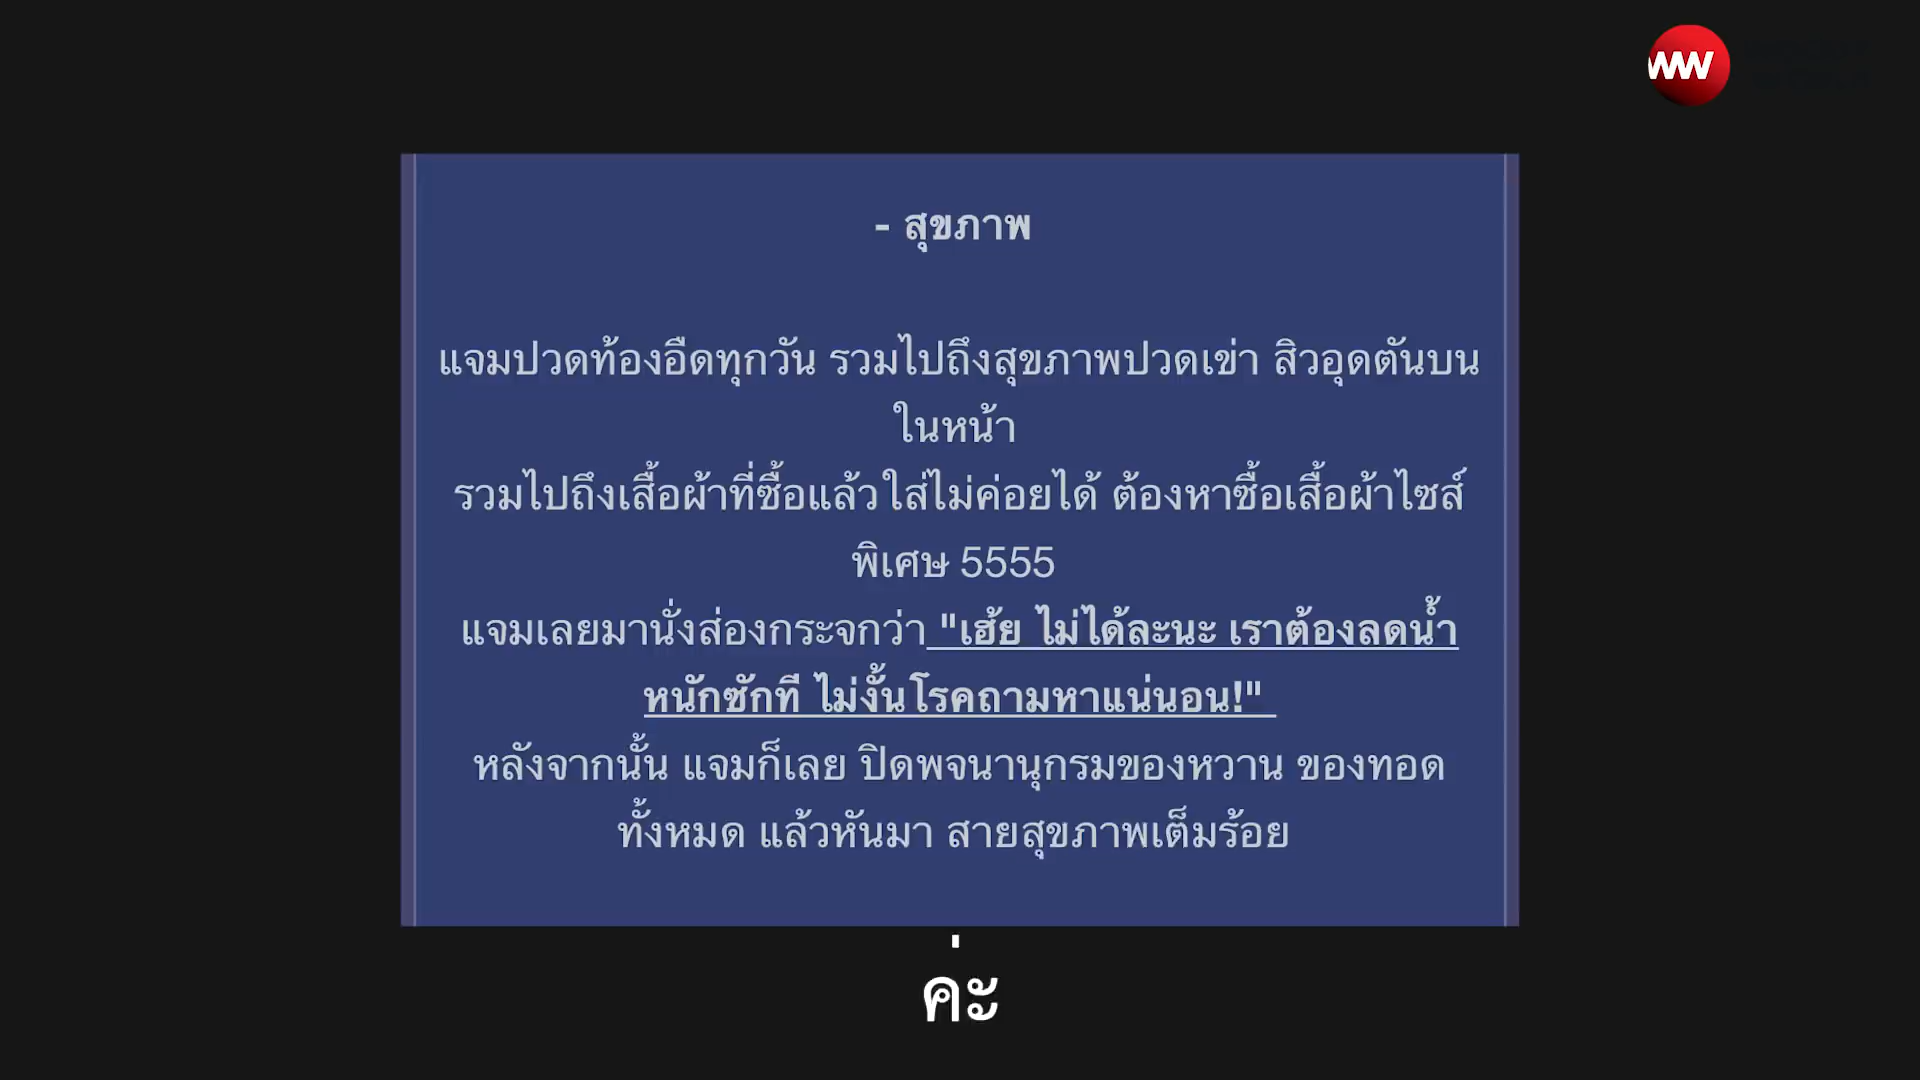 WW
- สุขภาพ
แจมปวดท้องอืดทุกวัน รวมไปถึงสุขภาพปวดเข่า สิวอุดตันบน
ใบหน้า
รวมไปถึงเสื้อผ้าที่ซื้อแล้วใส่ไม่ค่อยได้ ต้องหาซื้อเสื้อผ้าไซส์
พิเศษ 5555
แจมเลยมานั่งส่องกระจกว่า "เฮ้ย ไม่ได้ละนะ เราต้องลดน้ำ
หนักซักที ไม่งั้นโรคถามหาแน่นอน!"
หลังจากนั้น แจมก็เลย ปิดพจนานุกรมของหวาน ของทอด
ทั้งหมด แล้วหันมา สายสุขภาพเต็มร้อย
ค่ะ